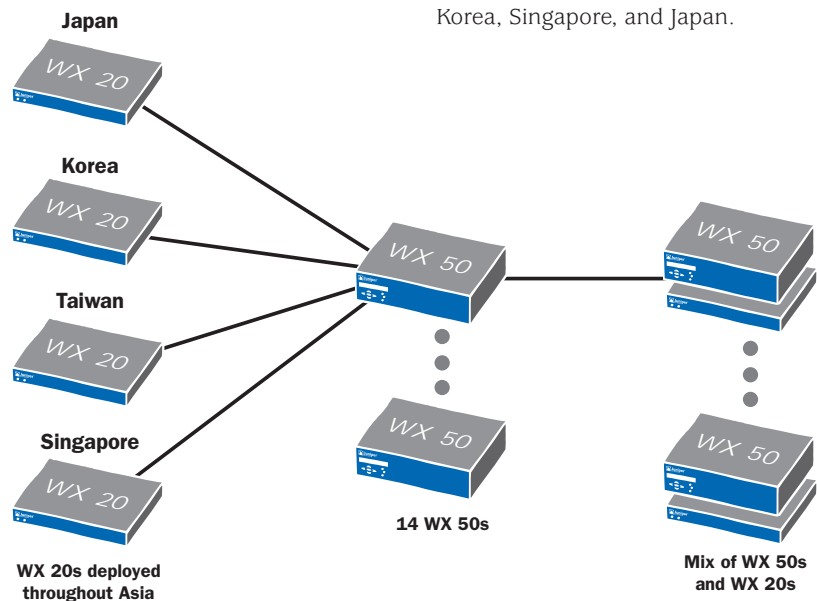 Korea, Singapore, and Japan.
Japan
WX 20
Korea
WX 20
Taiwan
WX 20
Singapore
WX 20
WX 20s deployed
throughout Asia
WX 50
WX 50
14 WX 50s
WX 50
WX 50
Mix of WX 50s
and WX 20s